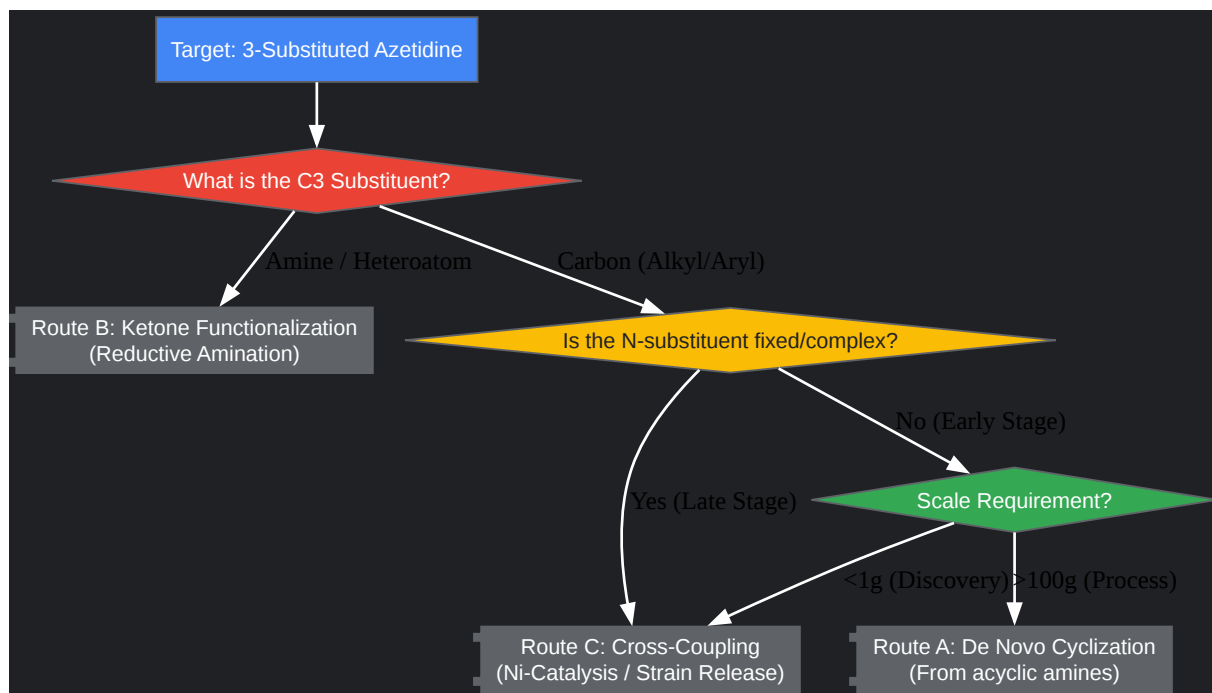 Target: 3-Substituted Azetidine
What is the C3 Substituent?
Amine / Heteroatom
Carbon (Alkyl/Aryl)
Route B: Ketone Functionalization
(Reductive Amination)
Is the N-substituent fixed/complex?
No (Early Stage)
Yes (Late Stage)
Scale Requirement?
<1g (Discovery)
>100g (Process)
Route C: Cross-Coupling
(Ni-Catalysis / Strain Release)
Route A: De Novo Cyclization
(From acyclic amines)